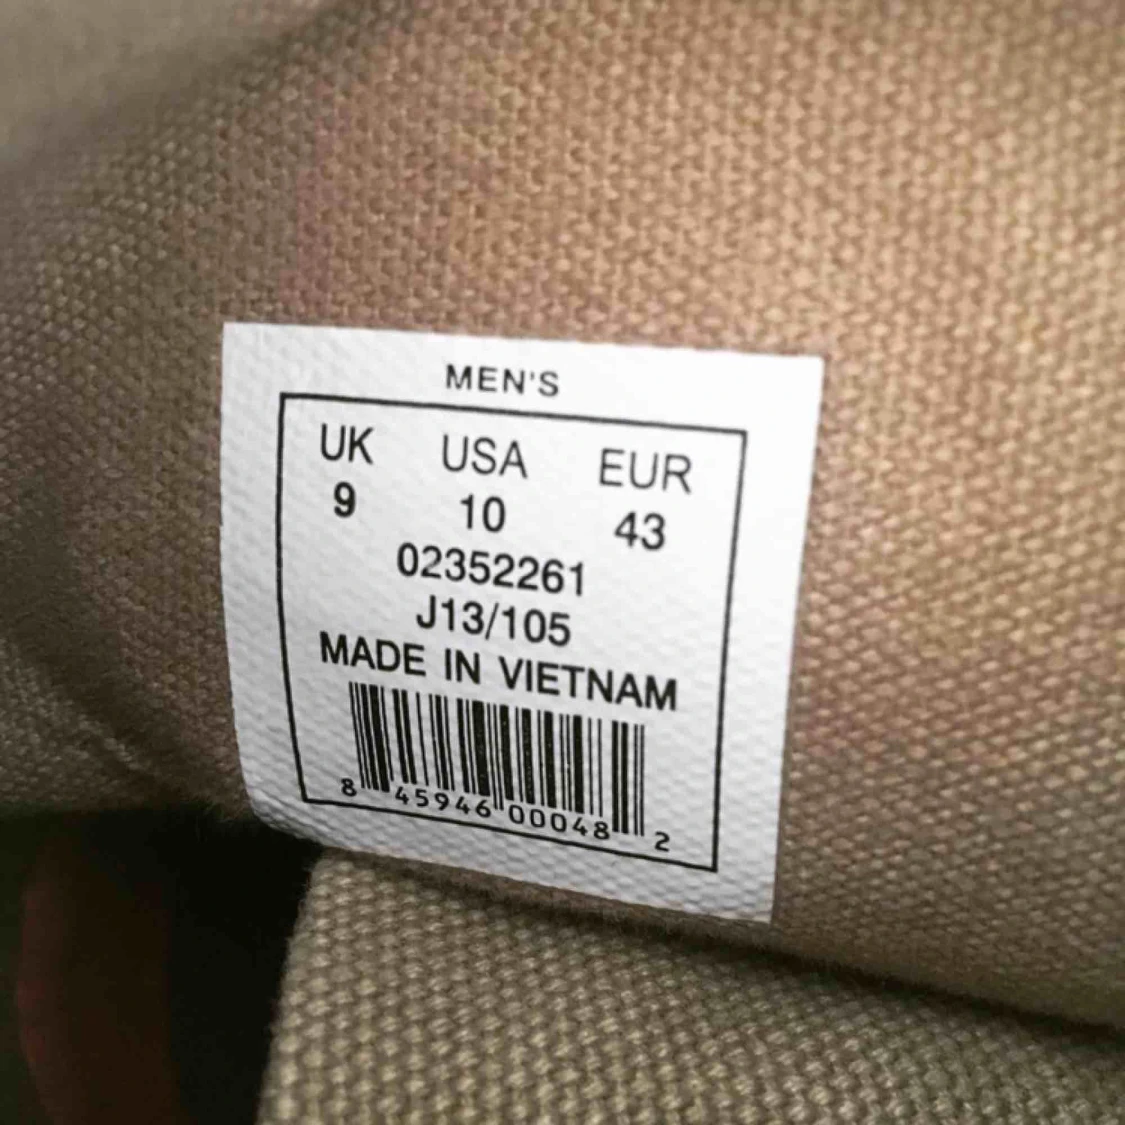 MEN'S
UK USA EUR
9 10 43
02352261
J13/105
MADE IN VIETNAM
8 45946 00048 2